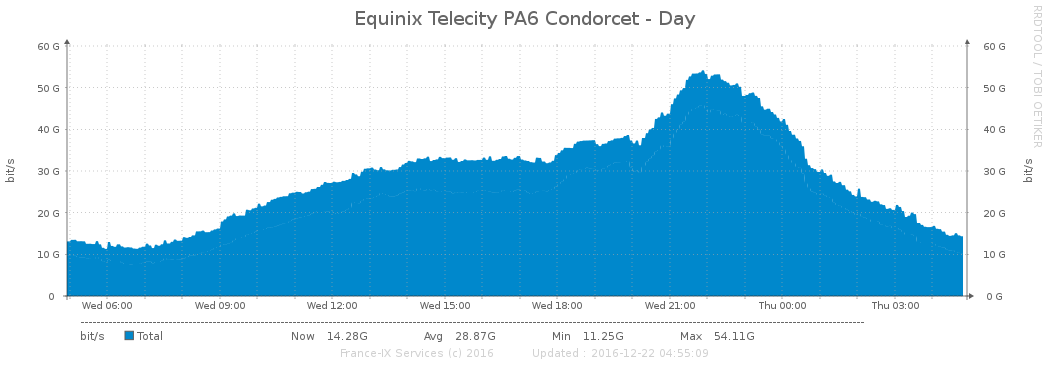 Equinix Telecity PA6 Condorcet - Day
RRDTOOL / TOBI OETIKER
60 G 60 G
50 G 50 G
40 G 40 G
30 G 30 G
20 G 20 G
10 G 10 G
0 0 G
bit/s bit/s
Wed 06:00 Wed 09:00 Wed 12:00 Wed 15:00 Wed 18:00 Wed 21:00 Thu 00:00 Thu 03:00
bit/s Total Now 14.28G Avg 28.87G Min 11.25G Max 54.11G
France-IX Services (c) 2016 Updated : 2016-12-22 04:55:09